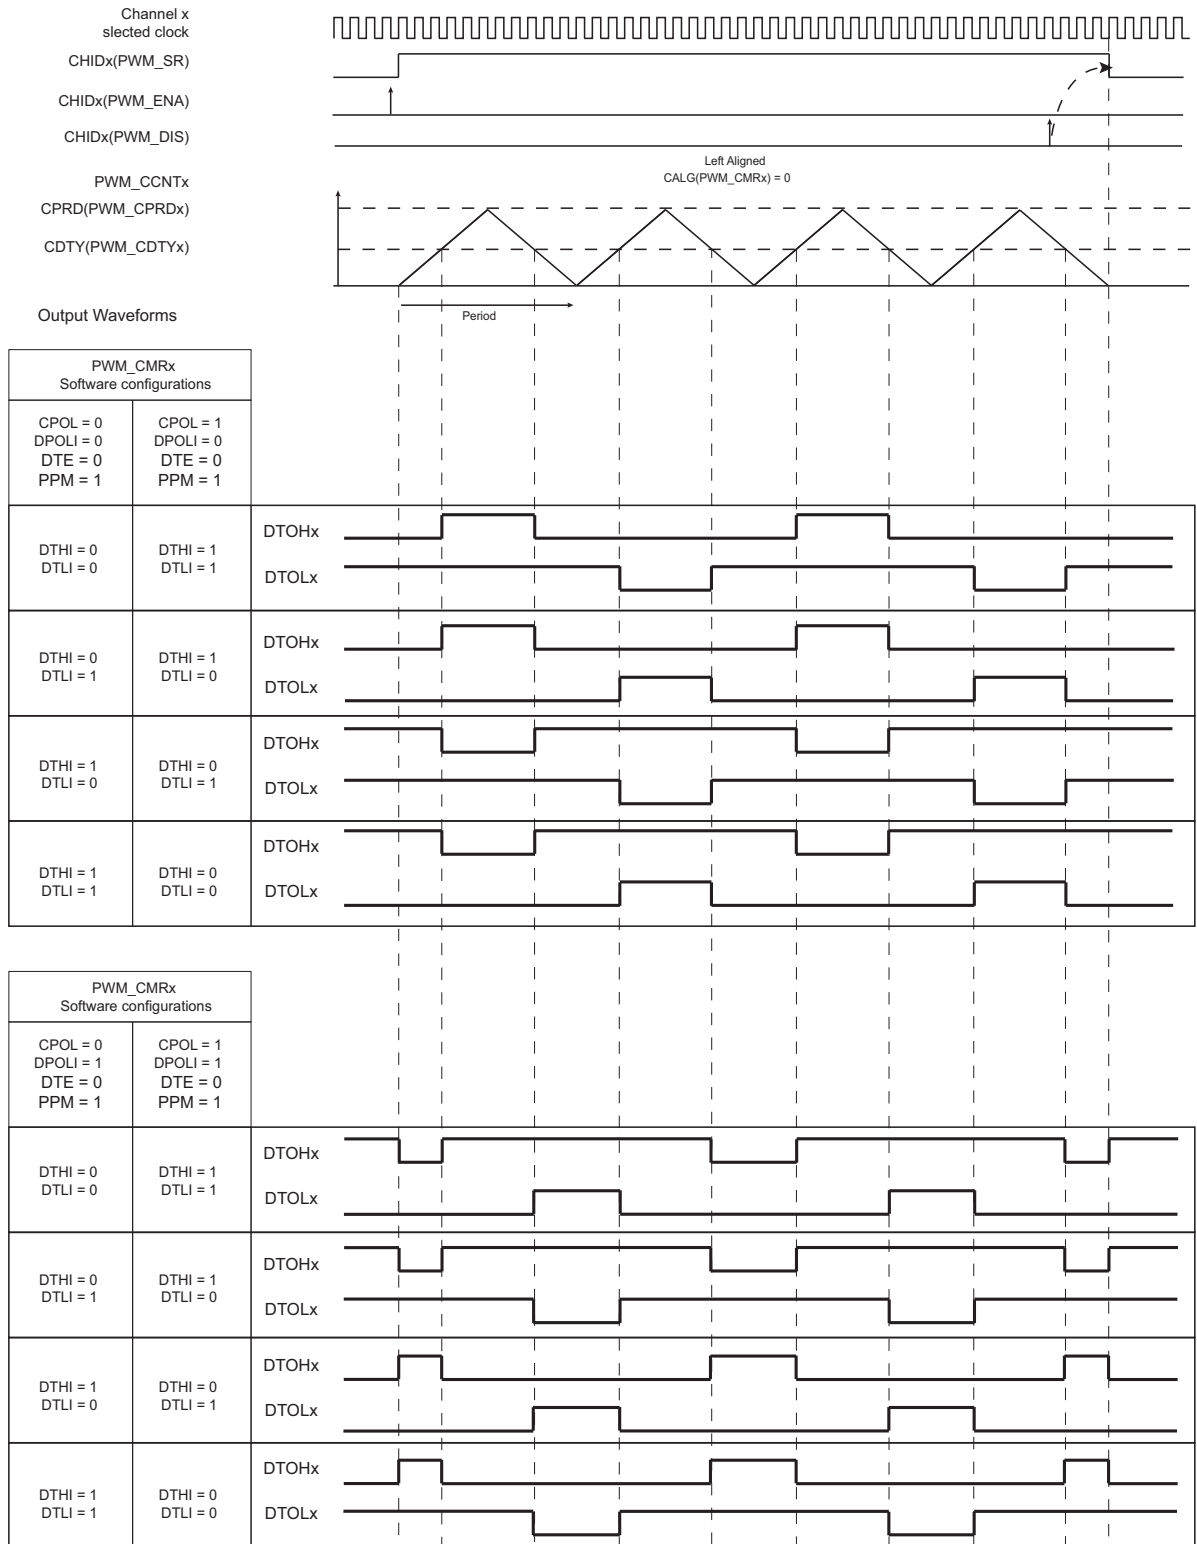 Channel x
slected clock
CHIDx(PWM_SR)
CHIDx(PWM_ENA)
CHIDx(PWM_DIS)
Left Aligned
CALG(PWM_CMRx) = 0
PWM_CCNTx
CPRD(PWM_CPRDx)
CDTY(PWM_CDTYx)
Output Waveforms
Period
PWM_CMRx
Software configurations
CPOL = 0 CPOL = 1
DPOLI = 0 DPOLI = 0
DTE = 0 DTE = 0
PPM = 1 PPM = 1
DTOHx
DTHI = 0 DTHI = 1
DTLI = 0 DTLI = 1
DTOLx
DTOHx
DTHI = 0 DTHI = 1
DTLI = 1 DTLI = 0
DTOLx
DTOHx
DTHI = 1 DTHI = 0
DTLI = 0 DTLI = 1
DTOLx
DTOHx
DTHI = 1 DTHI = 0
DTLI = 1 DTLI = 0
DTOLx
PWM_CMRx
Software configurations
CPOL = 0 CPOL = 1
DPOLI = 1 DPOLI = 1
DTE = 0 DTE = 0
PPM = 1 PPM = 1
DTOHx
DTHI = 0 DTHI = 1
DTLI = 0 DTLI = 1
DTOLx
DTOHx
DTHI = 0 DTHI = 1
DTLI = 1 DTLI = 0
DTOLx
DTOHx
DTHI = 1 DTHI = 0
DTLI = 0 DTLI = 1
DTOLx
DTOHx
DTHI = 1 DTHI = 0
DTLI = 1 DTLI = 0
DTOLx